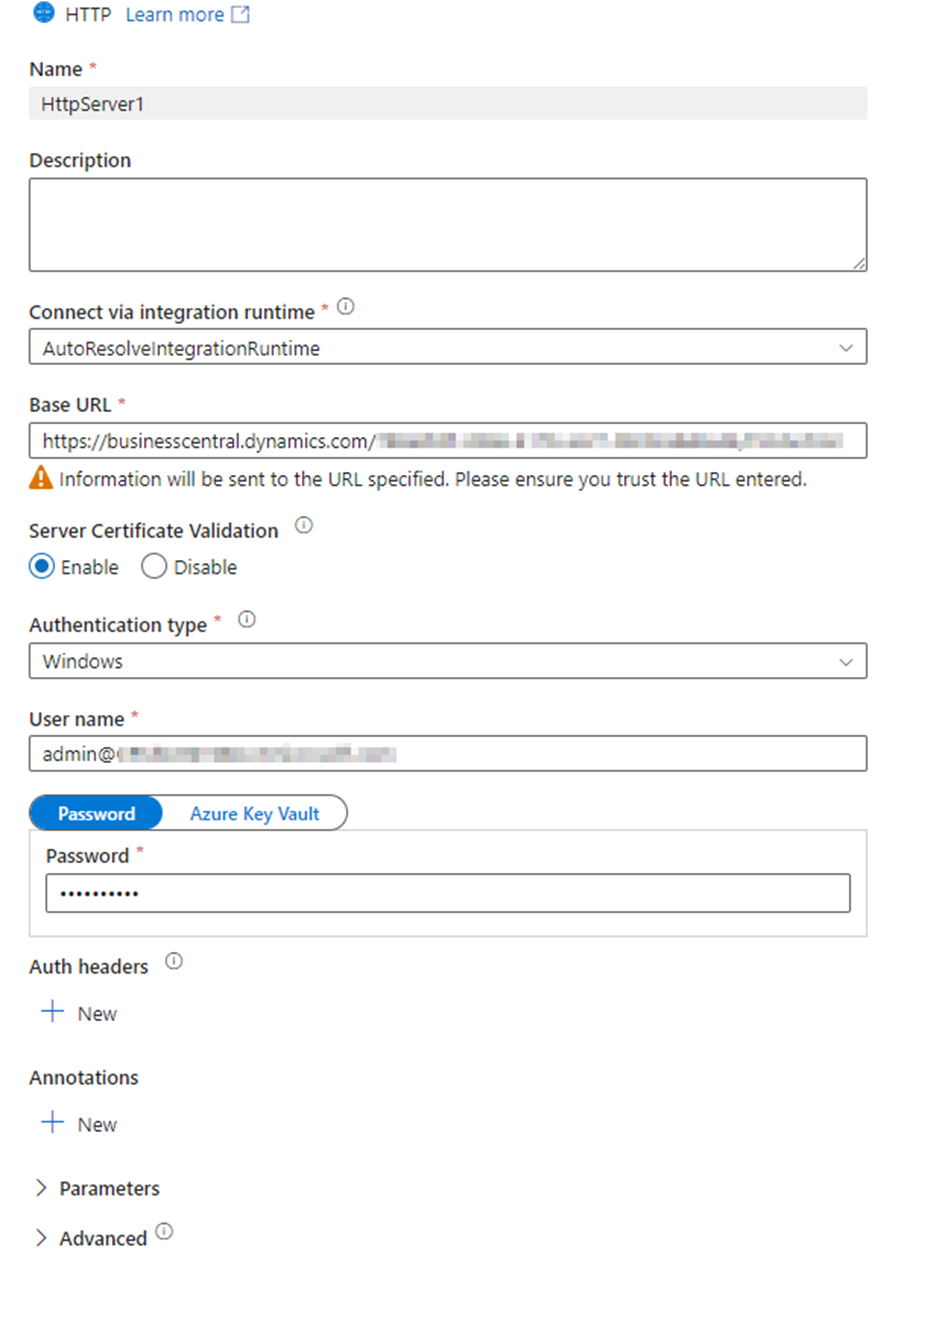 HTTP Learn more
Name *
HttpServer1
Description
Connect via integration runtime *
AutoResolveIntegrationRuntime
Base URL *
https://businesscentral.dynamics.com/
Information will be sent to the URL specified. Please ensure you trust the URL entered.
Server Certificate Validation
Enable Disable
Authentication type *
Windows
User name *
admin@
Password Azure Key Vault
Password *
••••••••••
Auth headers
New
Annotations
New
Parameters
Advanced